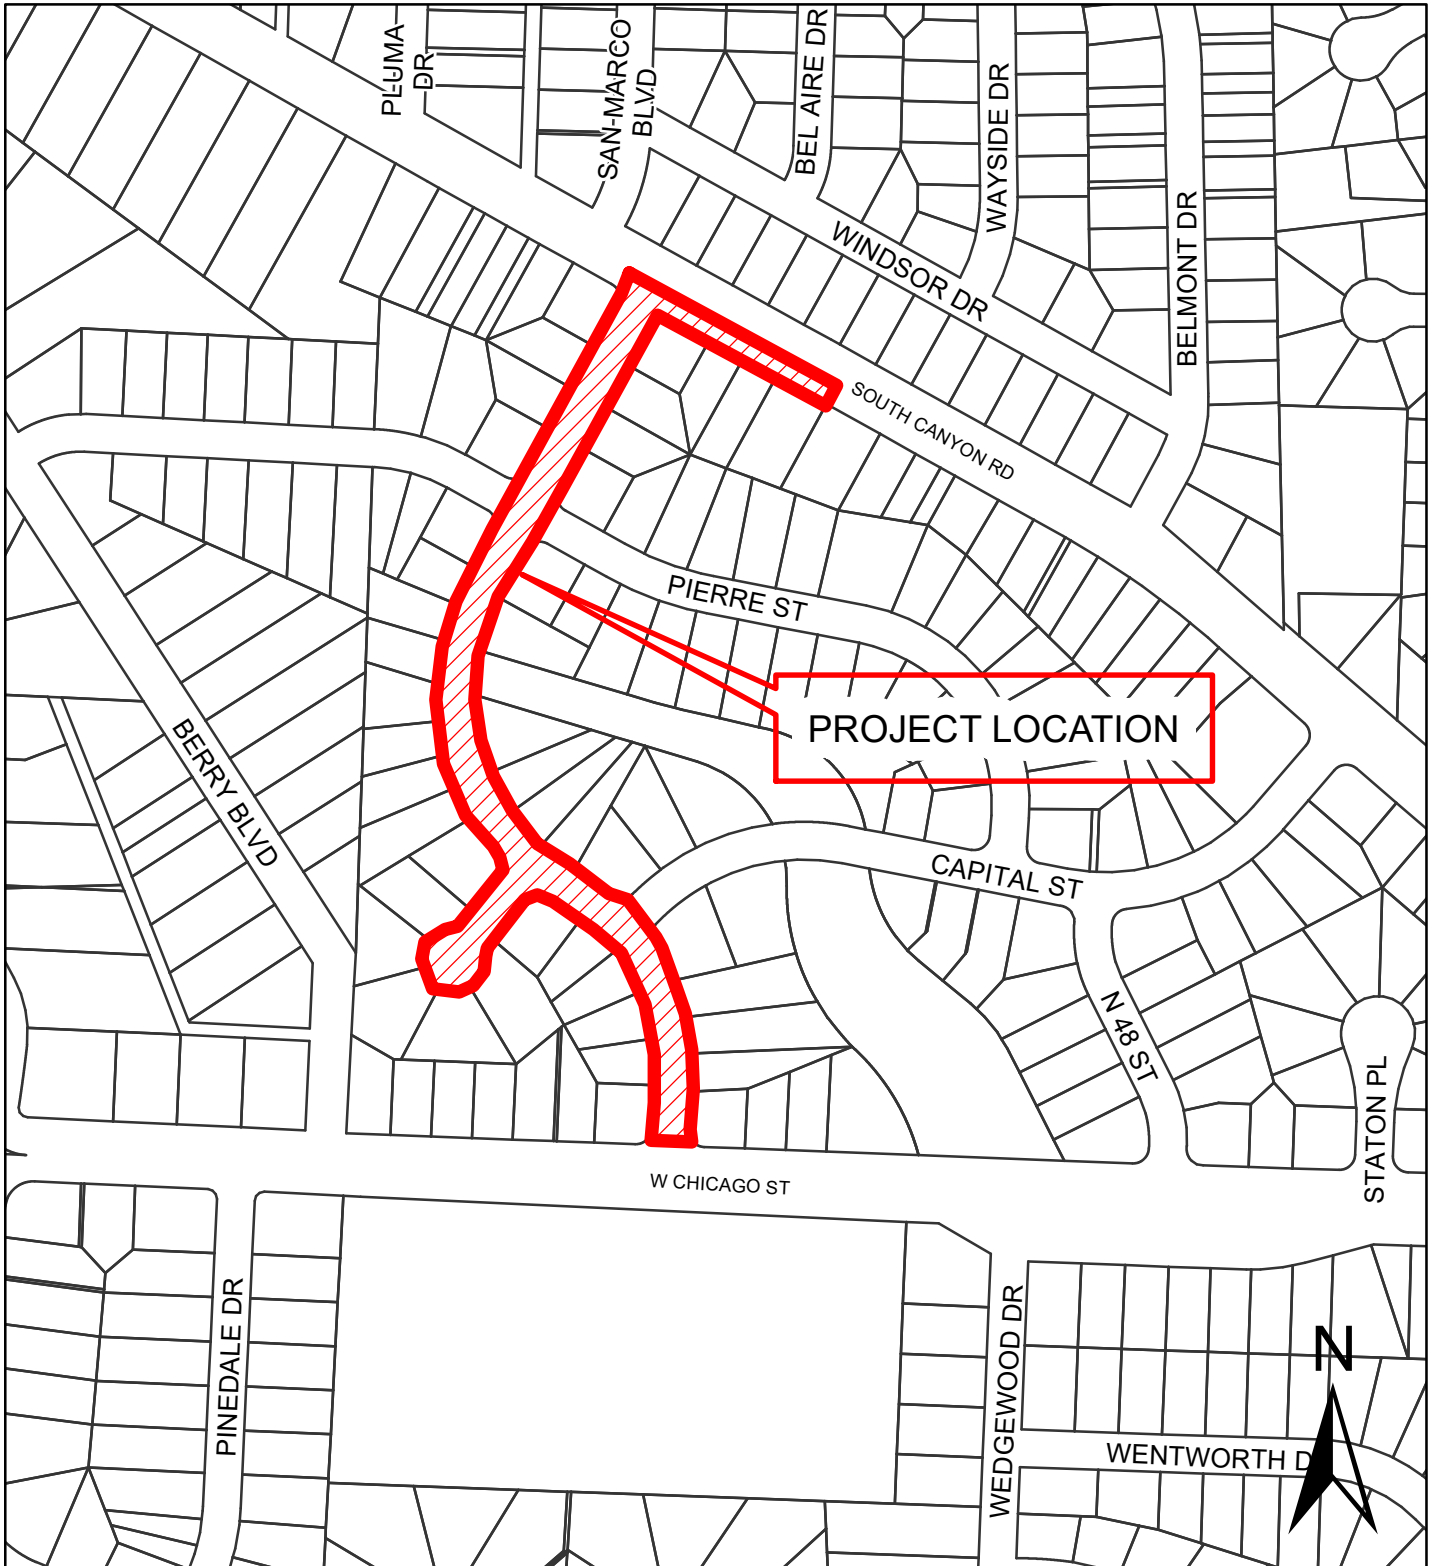 PLUMA
DR
SAN-MARCO
BLVD
BEL AIRE DR
WAYSIDE DR
WINDSOR DR
BELMONT DR
SOUTH CANYON RD
PIERRE ST
PROJECT LOCATION
BERRY BLVD
CAPITAL ST
N 48 ST
STATON PL
W CHICAGO ST
PINEDALE DR
WEDGEWOOD DR
N
WENTWORTH D